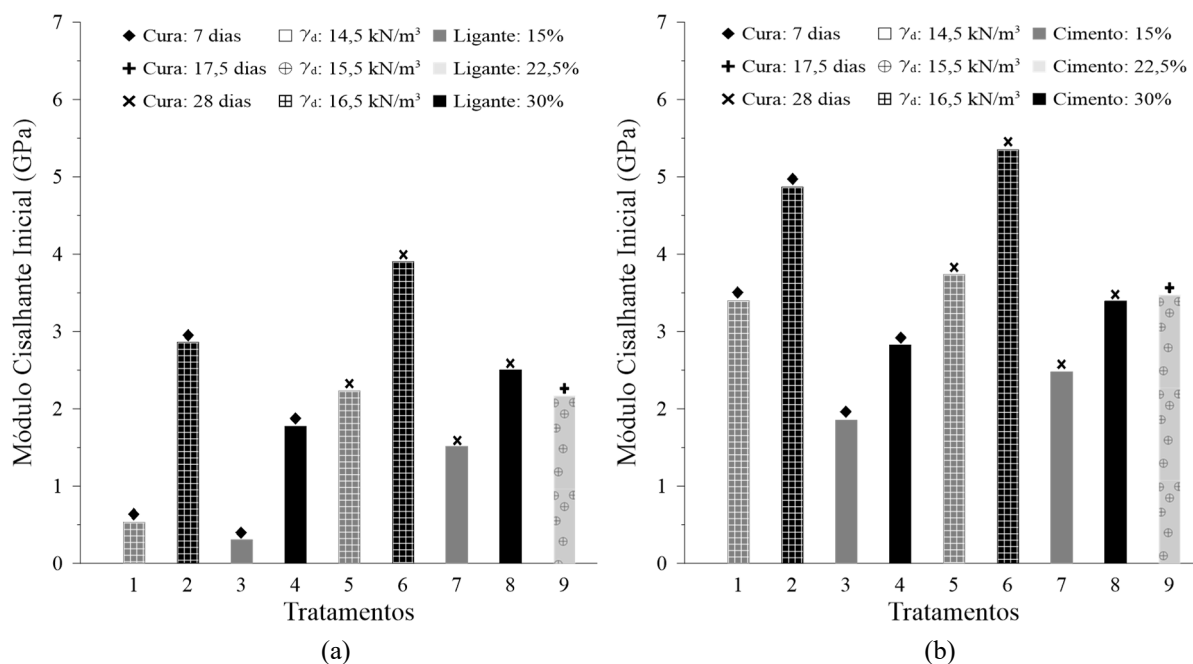 (a)
7
6
5
4
3
2
1
0
Módulo Cisalhante Inicial (GPa)
Cura: 7 dias γd: 14,5 kN/m³ Ligante: 15%
Cura: 17,5 dias γd: 15,5 kN/m³ Ligante: 22,5%
Cura: 28 dias γd: 16,5 kN/m³ Ligante: 30%
1 2 3 4 5 6 7 8 9
Tratamentos
(a)
(b)
7
6
5
4
3
2
1
0
Módulo Cisalhante Inicial (GPa)
Cura: 7 dias γd: 14,5 kN/m³ Cimento: 15%
Cura: 17,5 dias γd: 15,5 kN/m³ Cimento: 22,5%
Cura: 28 dias γd: 16,5 kN/m³ Cimento: 30%
1 2 3 4 5 6 7 8 9
Tratamentos
(b)